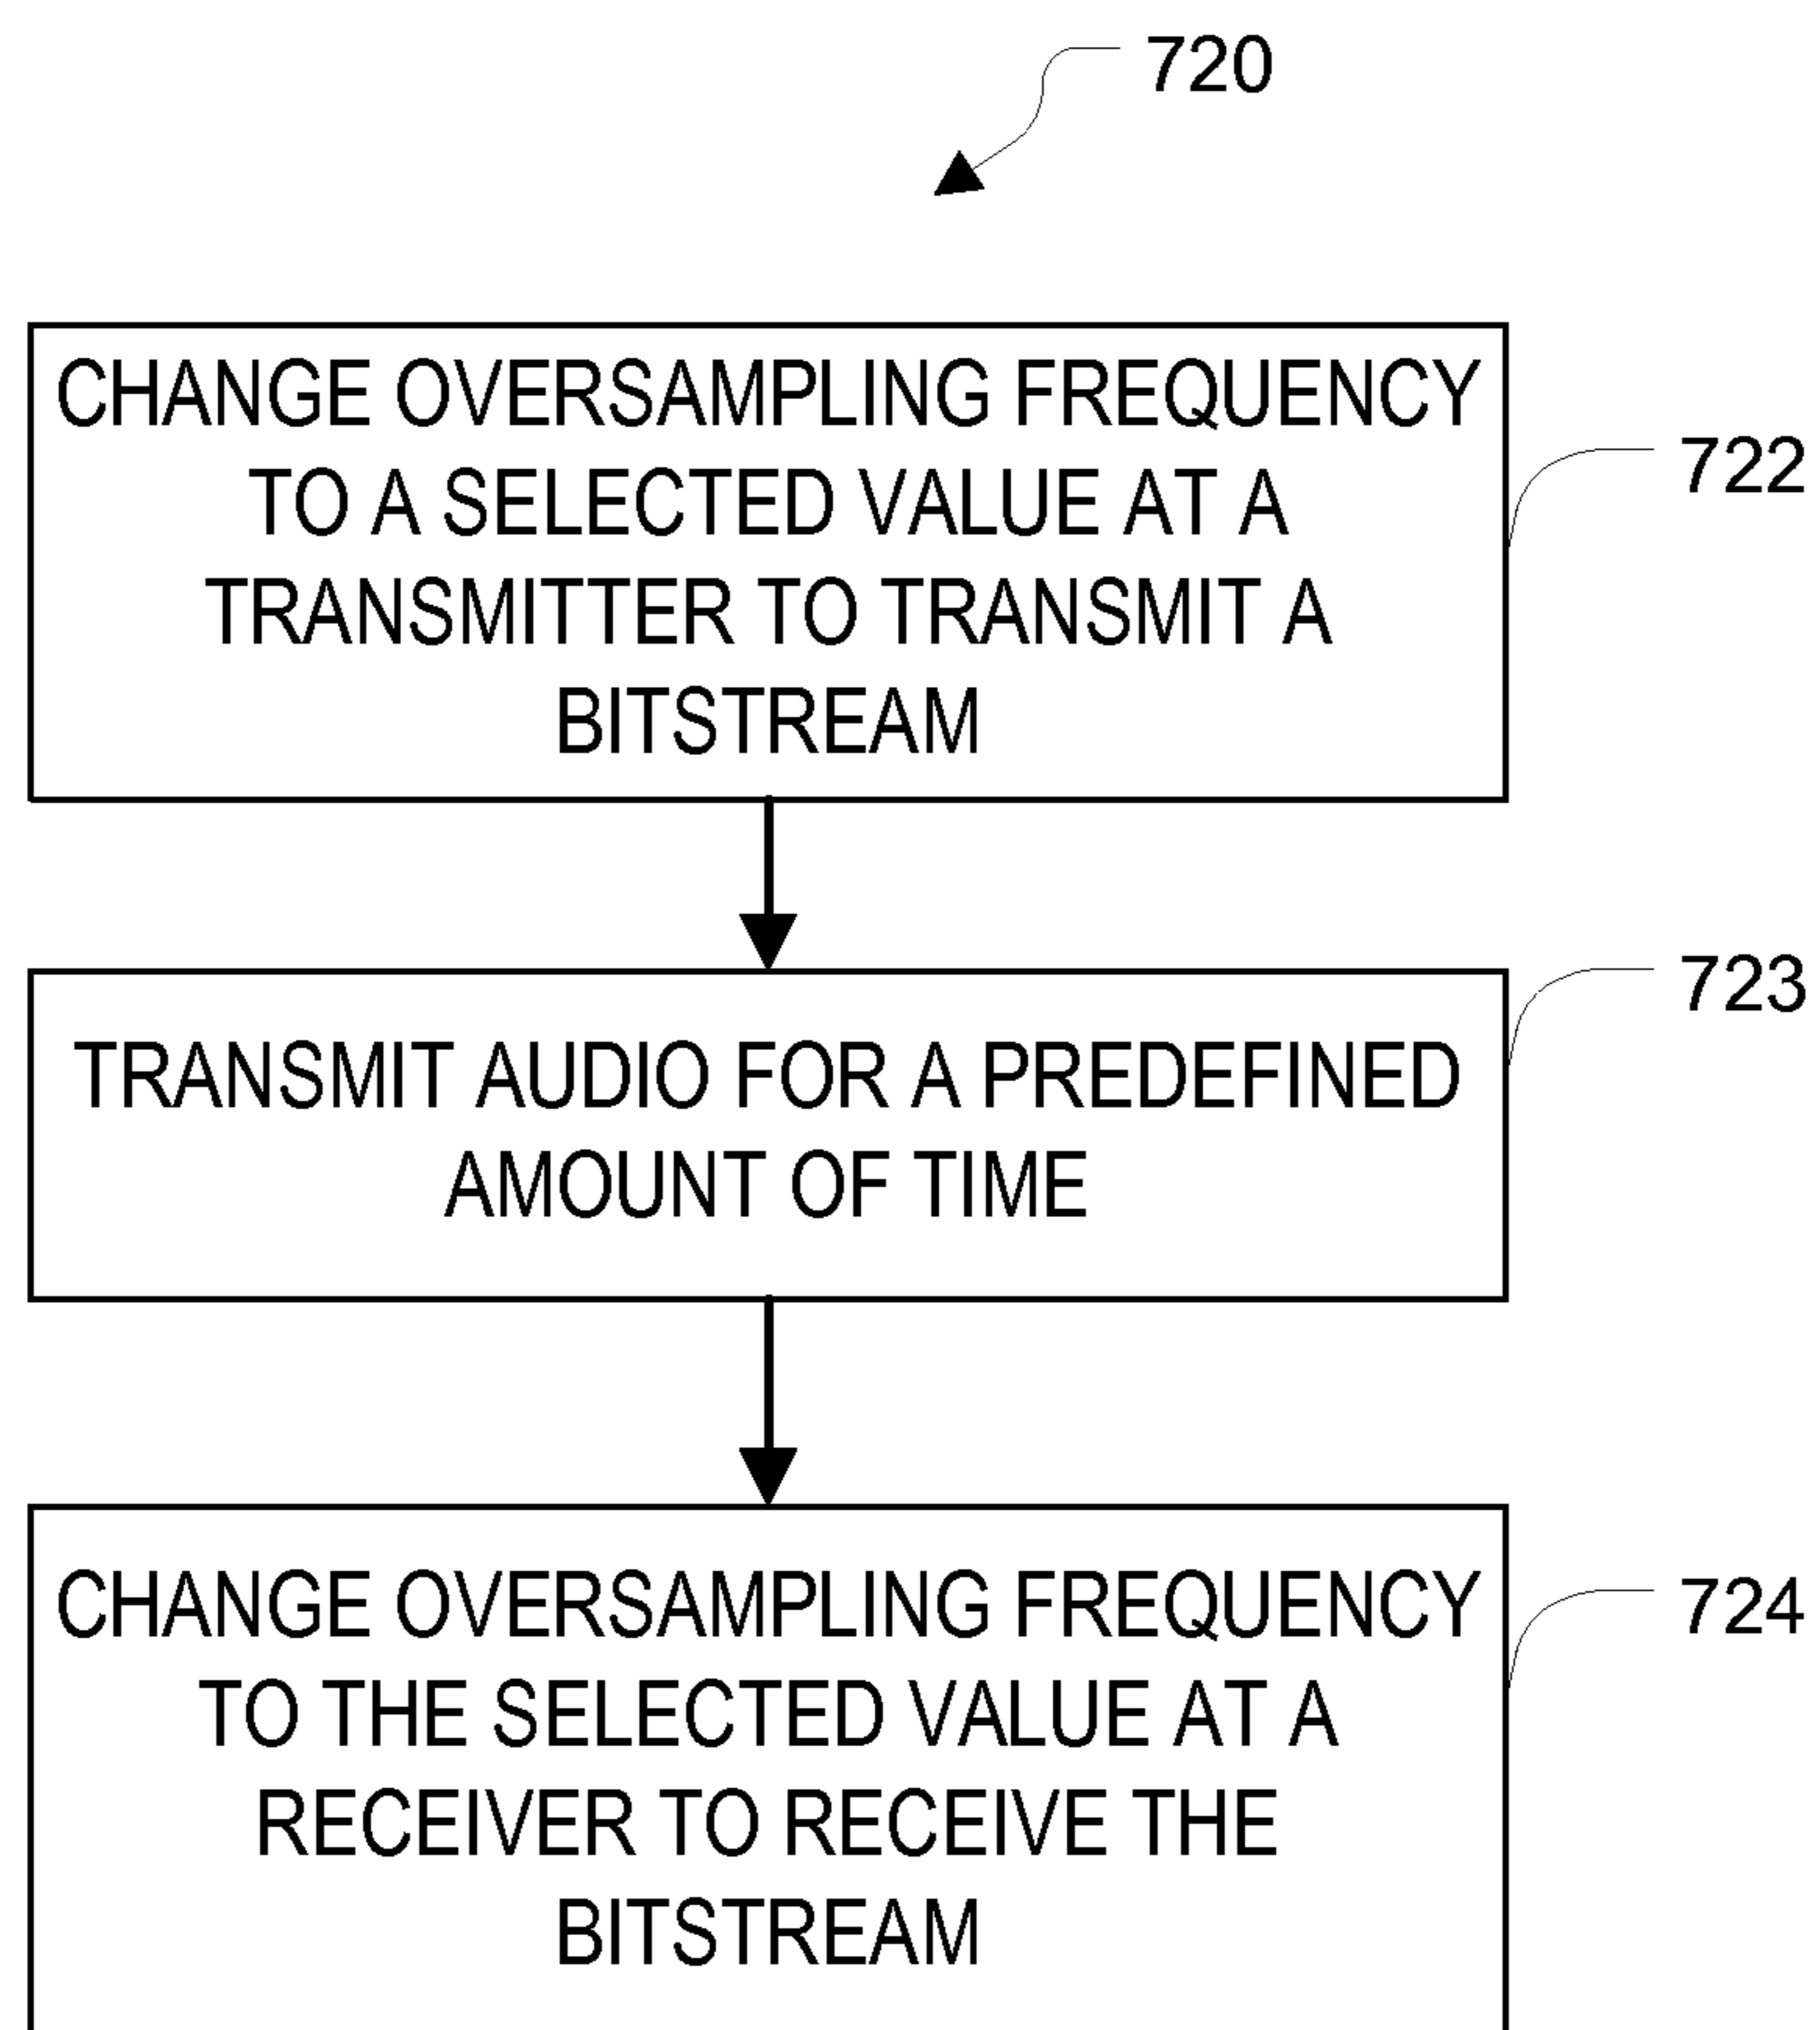 720
CHANGE OVERSAMPLING FREQUENCY
TO A SELECTED VALUE AT A
TRANSMITTER TO TRANSMIT A
BITSTREAM
722
TRANSMIT AUDIO FOR A PREDEFINED
AMOUNT OF TIME
723
CHANGE OVERSAMPLING FREQUENCY
TO THE SELECTED VALUE AT A
RECEIVER TO RECEIVE THE
BITSTREAM
724